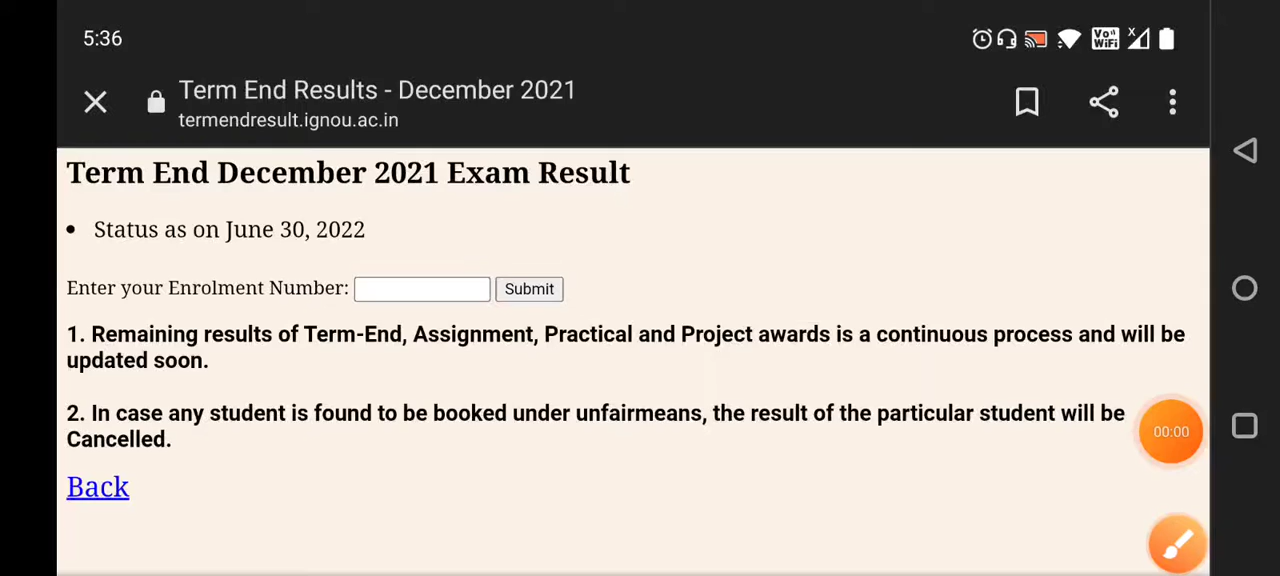 5:36
Vo))
WiFi
X
Term End Results - December 2021
termendresult.ignou.ac.in
Term End December 2021 Exam Result
• Status as on June 30, 2022
Enter your Enrolment Number: Submit
1. Remaining results of Term-End, Assignment, Practical and Project awards is a continuous process and will be
updated soon.
2. In case any student is found to be booked under unfairmeans, the result of the particular student will be
Cancelled.
00:00
Back